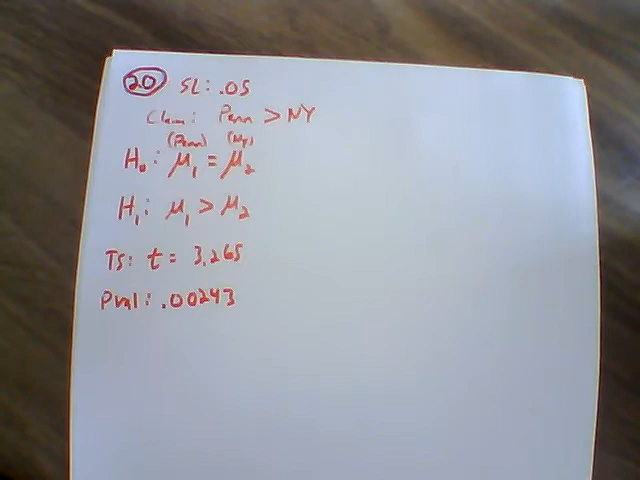 20 SL: .05
Claim: Penn > NY
(Penn) (NY)
H₀: μ₁ = μ₂
H₁: μ₁ > μ₂
TS: t = 3.265
Pval: .00243